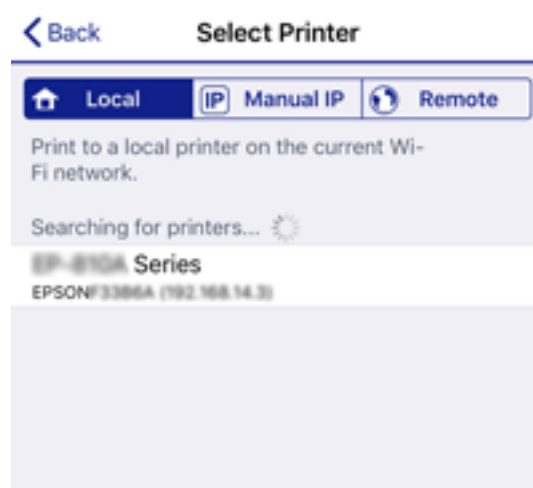 Back
Select Printer
Local
IP Manual IP
Remote
Print to a local printer on the current Wi-
Fi network.
Searching for printers...
Series
EPSON